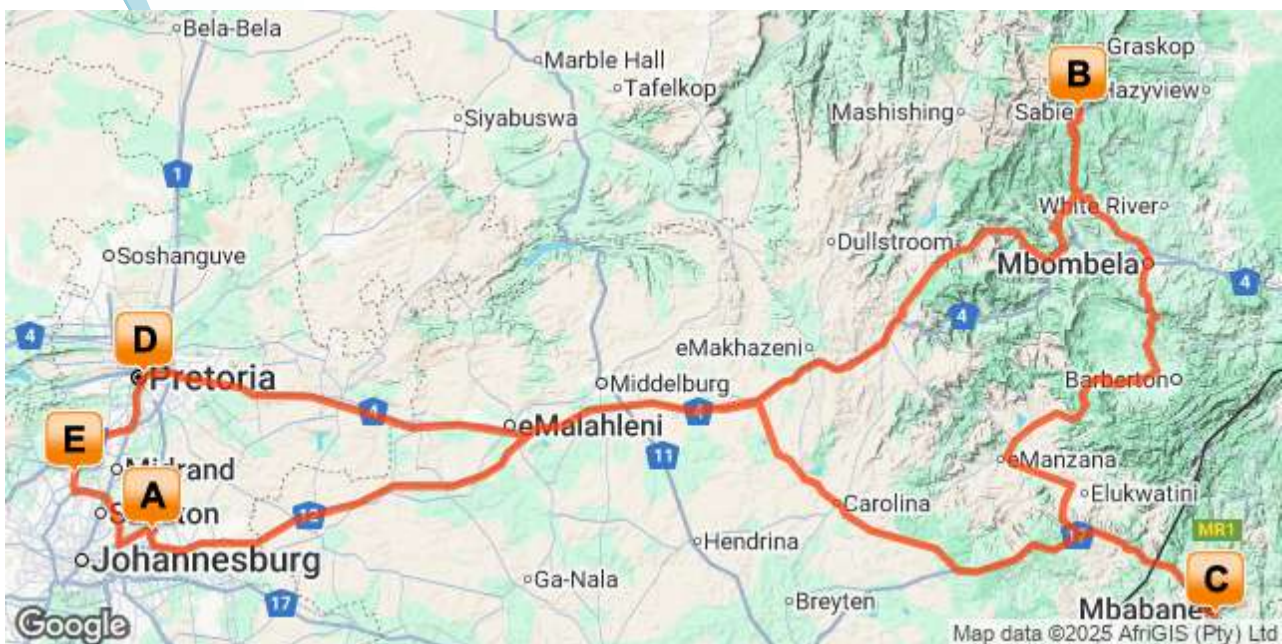 Bela-Bela
Marble Hall
Tafelkop
Siyabuswa
Mashishing
Graskop
B
Hazyview
Sabie
1
White River
Soshanguve
Dullstroom
Mbombela
4
4
4
D
Pretoria
eMakhazeni
Middelburg
Barberton
4
4
eMalahleni
E
Midrand
11
eManzana
Elukwatini
A
Carolina
12
Johannesburg
Hendrina
17
MR1
Ga-Nala
C
17
Breyten
Mbabane
Google
Map data ©2025 AfriGIS (Pty) Ltd